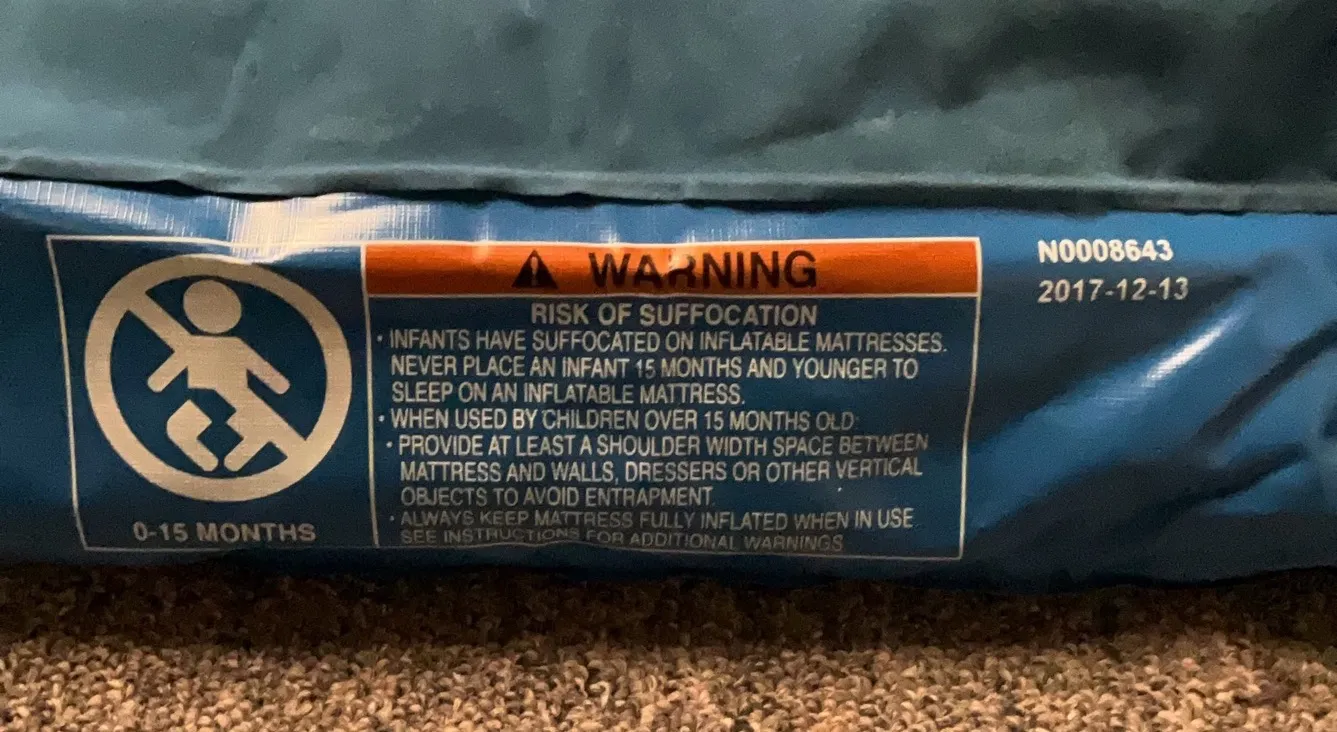 WARNING
RISK OF SUFFOCATION
• INFANTS HAVE SUFFOCATED ON INFLATABLE MATTRESSES.
NEVER PLACE AN INFANT 15 MONTHS AND YOUNGER TO
SLEEP ON AN INFLATABLE MATTRESS.
• WHEN USED BY CHILDREN OVER 15 MONTHS OLD:
• PROVIDE AT LEAST A SHOULDER WIDTH SPACE BETWEEN
MATTRESS AND WALLS, DRESSERS OR OTHER VERTICAL
OBJECTS TO AVOID ENTRAPMENT.
• ALWAYS KEEP MATTRESS FULLY INFLATED WHEN IN USE
SEE INSTRUCTIONS FOR ADDITIONAL WARNINGS
0-15 MONTHS
N0008643
2017-12-13